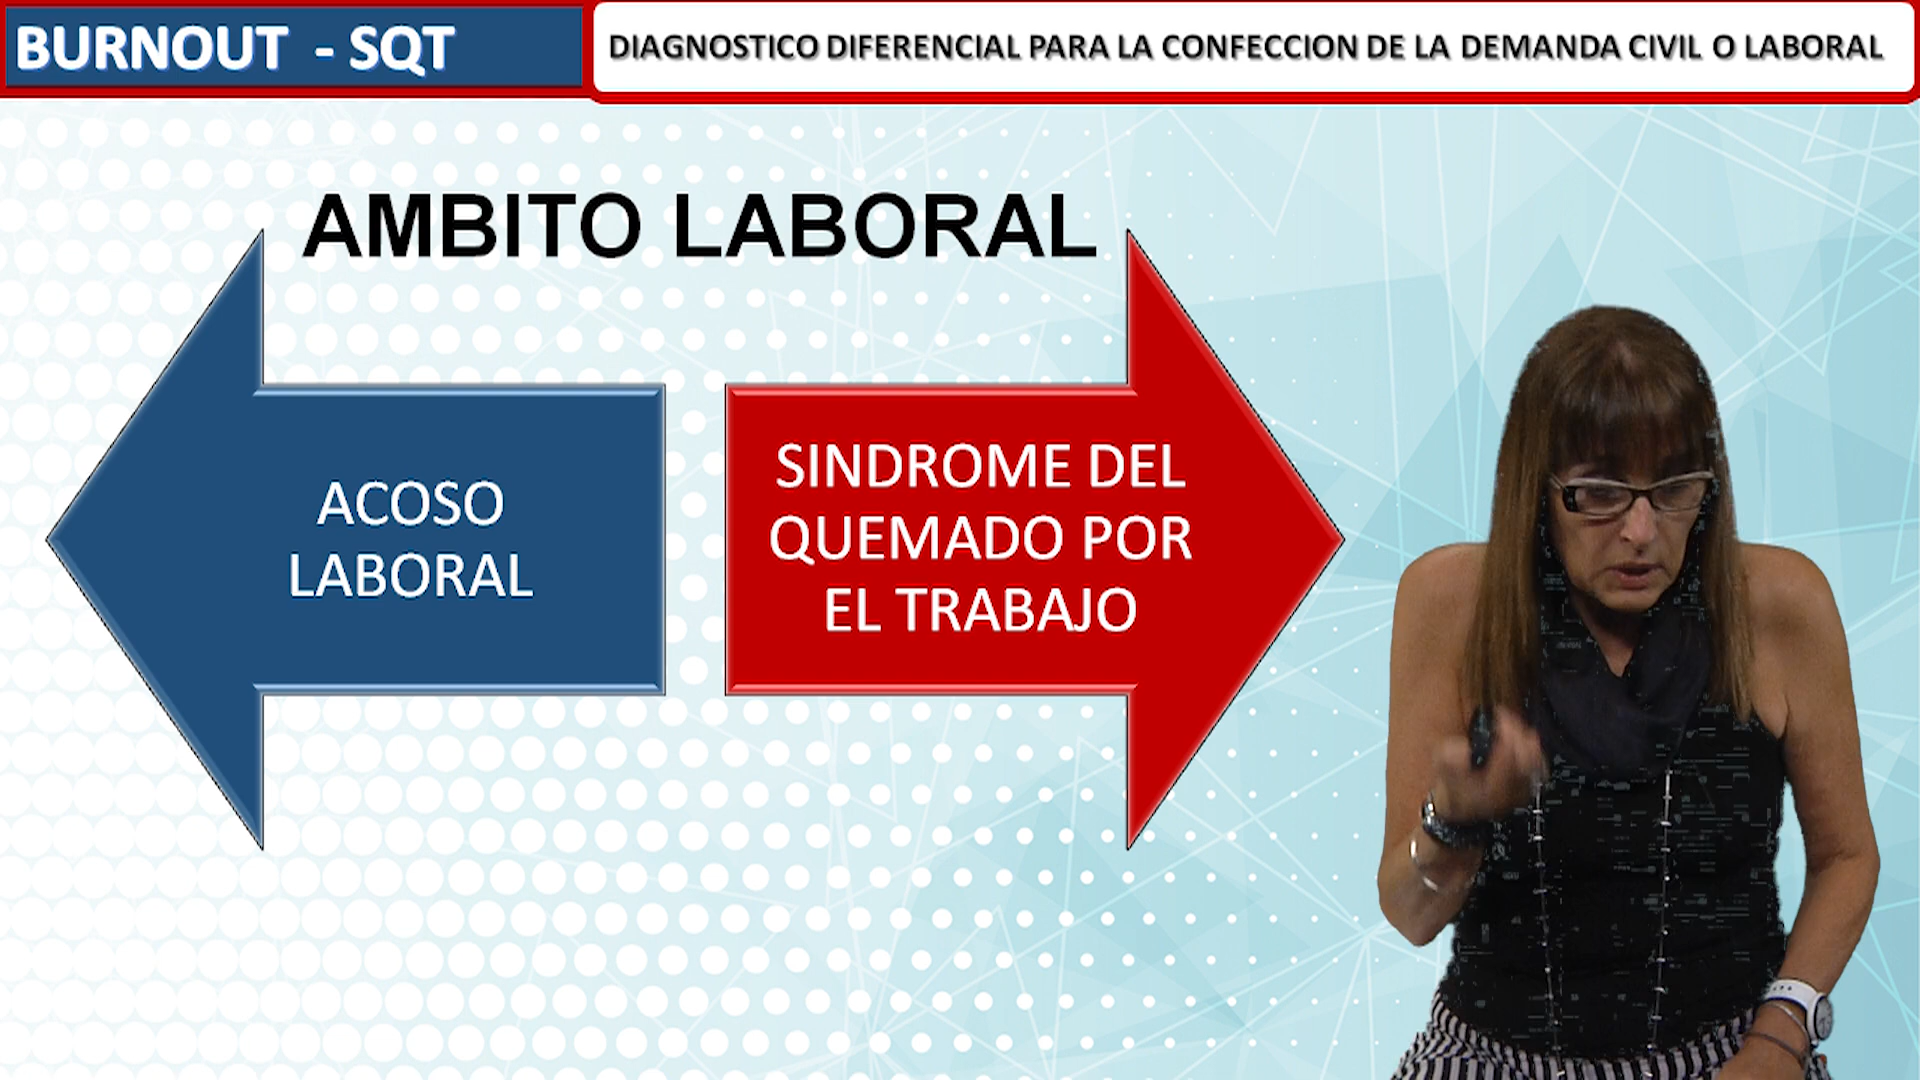 BURNOUT - SQT
DIAGNOSTICO DIFERENCIAL PARA LA CONFECCION DE LA DEMANDA CIVIL O LABORAL
AMBITO LABORAL
ACOSO
LABORAL
SINDROME DEL
QUEMADO POR
EL TRABAJO